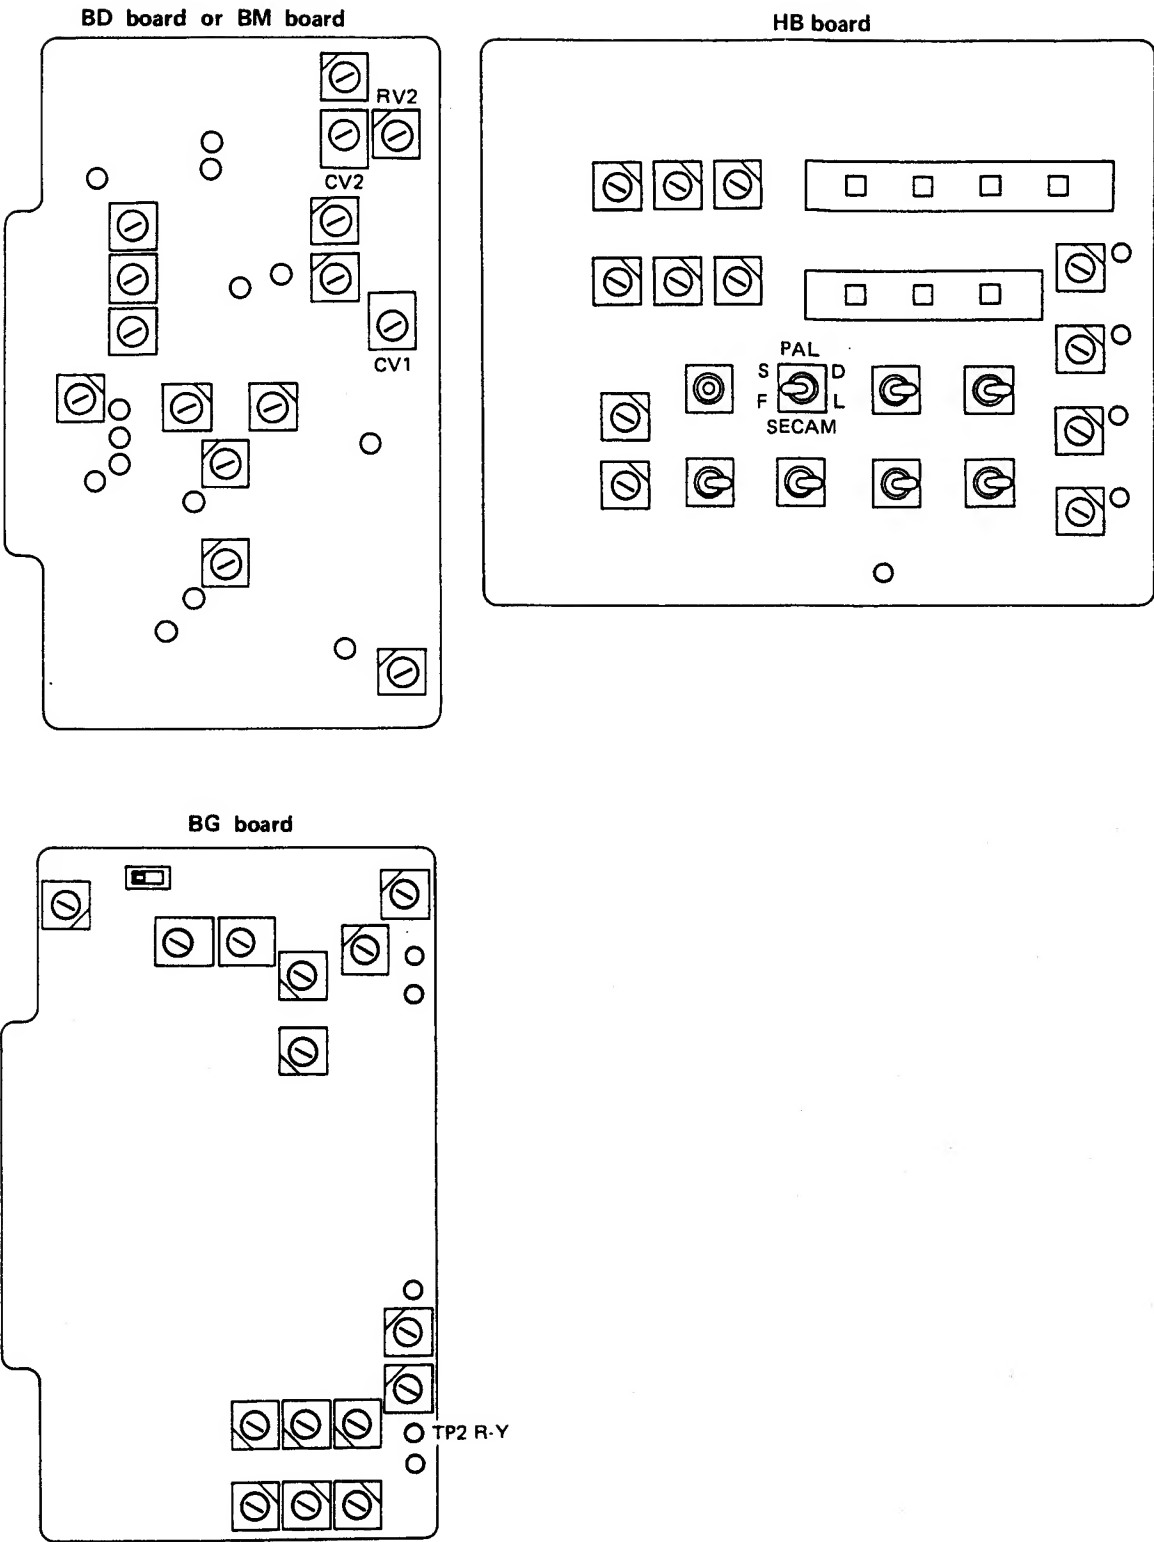 BD board or BM board
HB board
RV2
CV2
CV1
PAL
S D
F L
SECAM
BG board
TP2 R-Y